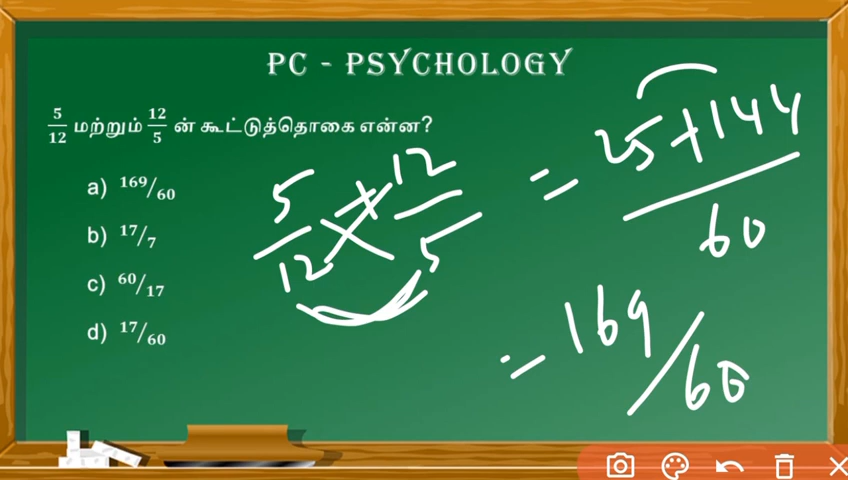 PC - PSYCHOLOGY
5/12 மற்றும் 12/5 ன் கூட்டுத்தொகை என்ன?
a) 169/60
b) 17/7
c) 60/17
d) 17/60
5/12 + 12/5 = 25+144/60
= 169/60